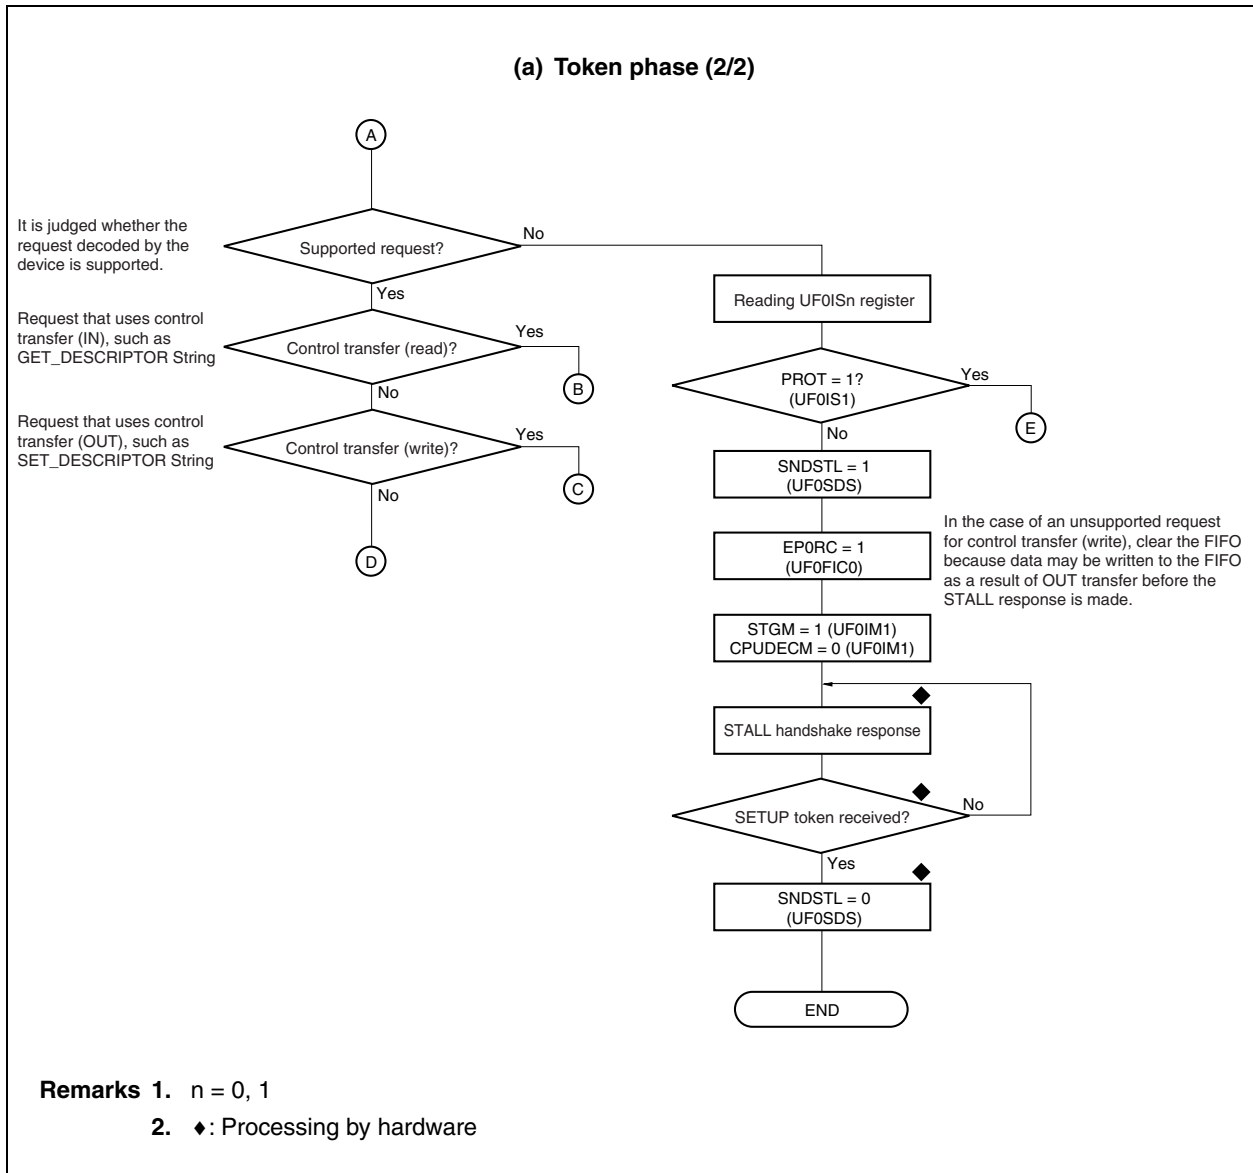 (a) Token phase (2/2)
A
It is judged whether the
request decoded by the
device is supported.
Supported request?
No
Yes
Reading UF0ISn register
Request that uses control
transfer (IN), such as
GET_DESCRIPTOR String
Control transfer (read)?
Yes
B
No
PROT = 1?
(UF0IS1)
Yes
E
No
Request that uses control
transfer (OUT), such as
SET_DESCRIPTOR String
Control transfer (write)?
Yes
C
No
D
SNDSTL = 1
(UF0SDS)
EP0RC = 1
(UF0FIC0)
In the case of an unsupported request
for control transfer (write), clear the FIFO
because data may be written to the FIFO
as a result of OUT transfer before the
STALL response is made.
STGM = 1 (UF0IM1)
CPUDECM = 0 (UF0IM1)
◆
STALL handshake response
◆
SETUP token received?
No
Yes
◆
SNDSTL = 0
(UF0SDS)
END
Remarks 1. n = 0, 1
2. ♦: Processing by hardware